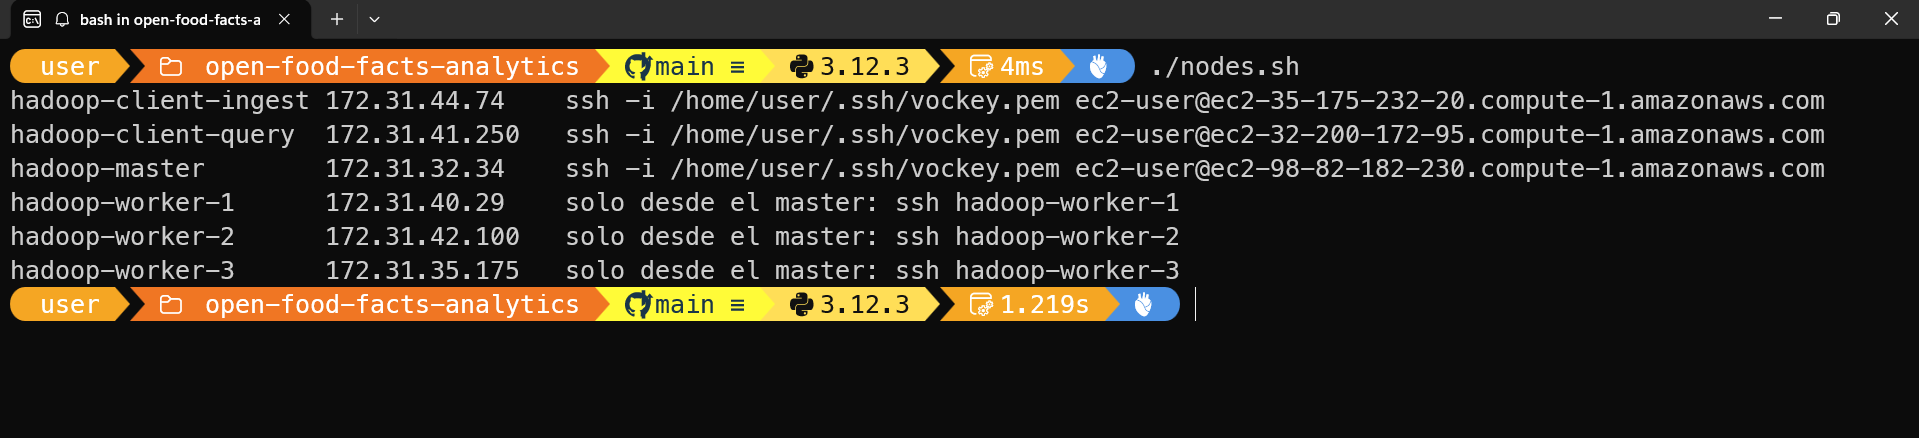 bash in open-food-facts-a
user open-food-facts-analytics main ≡ 3.12.3 4ms ./nodes.sh
hadoop-client-ingest 172.31.44.74 ssh -i /home/user/.ssh/vockey.pem ec2-user@ec2-35-175-232-20.compute-1.amazonaws.com
hadoop-client-query 172.31.41.250 ssh -i /home/user/.ssh/vockey.pem ec2-user@ec2-32-200-172-95.compute-1.amazonaws.com
hadoop-master 172.31.32.34 ssh -i /home/user/.ssh/vockey.pem ec2-user@ec2-98-82-182-230.compute-1.amazonaws.com
hadoop-worker-1 172.31.40.29 solo desde el master: ssh hadoop-worker-1
hadoop-worker-2 172.31.42.100 solo desde el master: ssh hadoop-worker-2
hadoop-worker-3 172.31.35.175 solo desde el master: ssh hadoop-worker-3
user open-food-facts-analytics main ≡ 3.12.3 1.219s